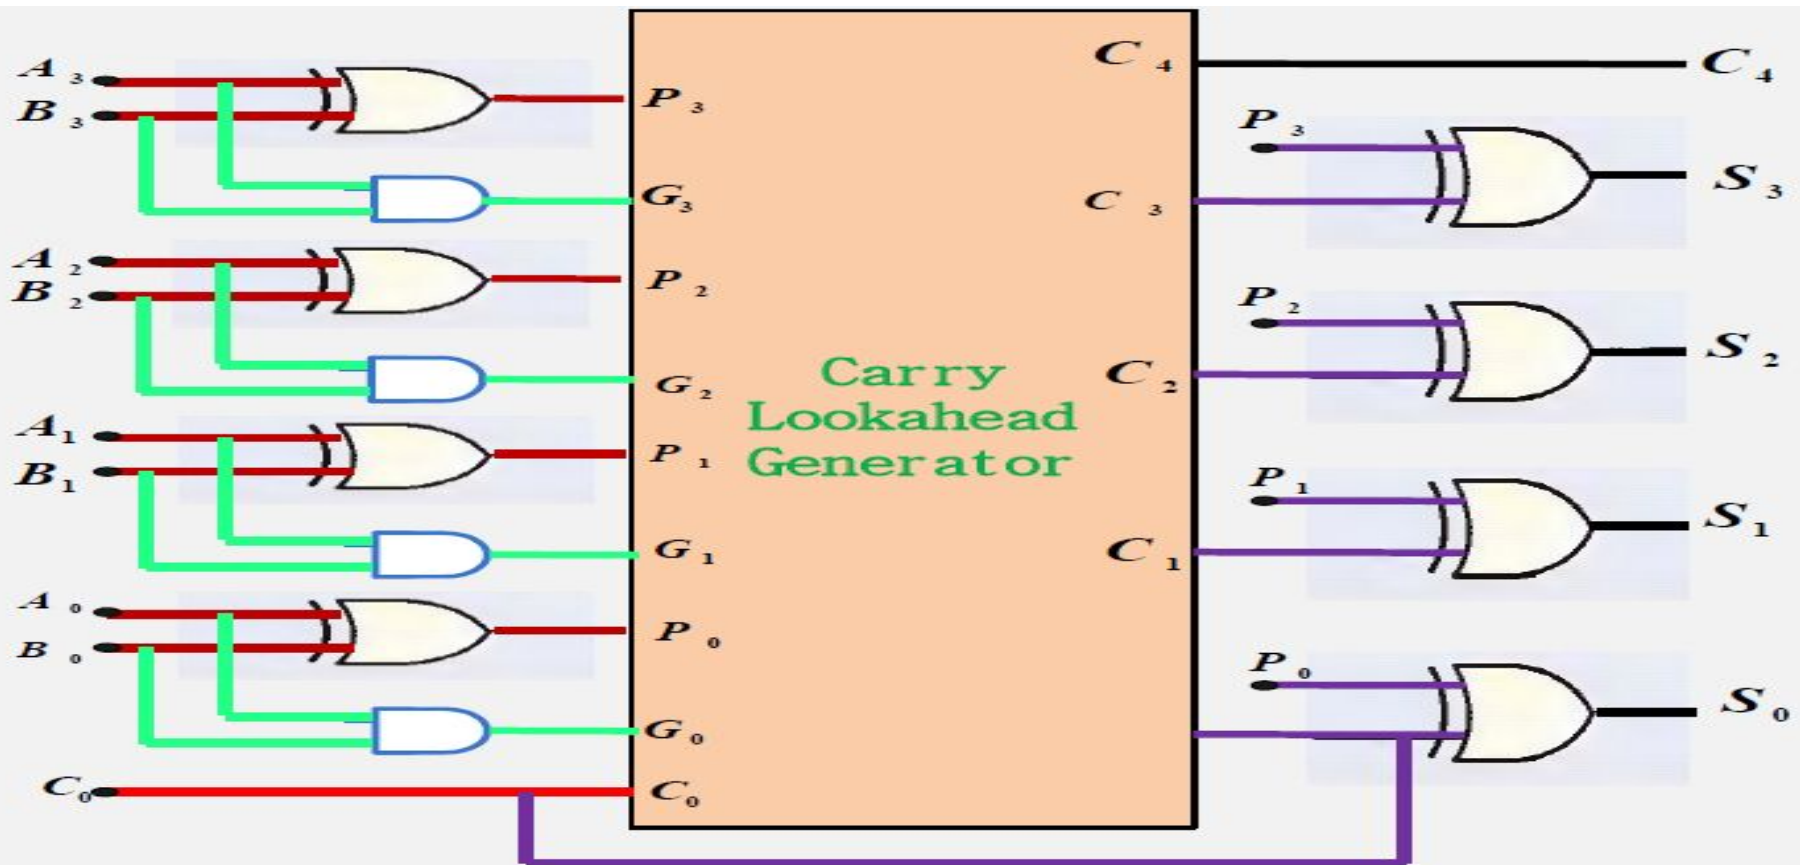 A₃
B₃
P₃
G₃
A₂
B₂
P₂
G₂
A₁
B₁
P₁
G₁
A₀
B₀
P₀
G₀
C₀
C₀
Carry
Lookahead
Generator
C₄
C₄
P₃
C₃
S₃
P₂
C₂
S₂
P₁
C₁
S₁
P₀
S₀